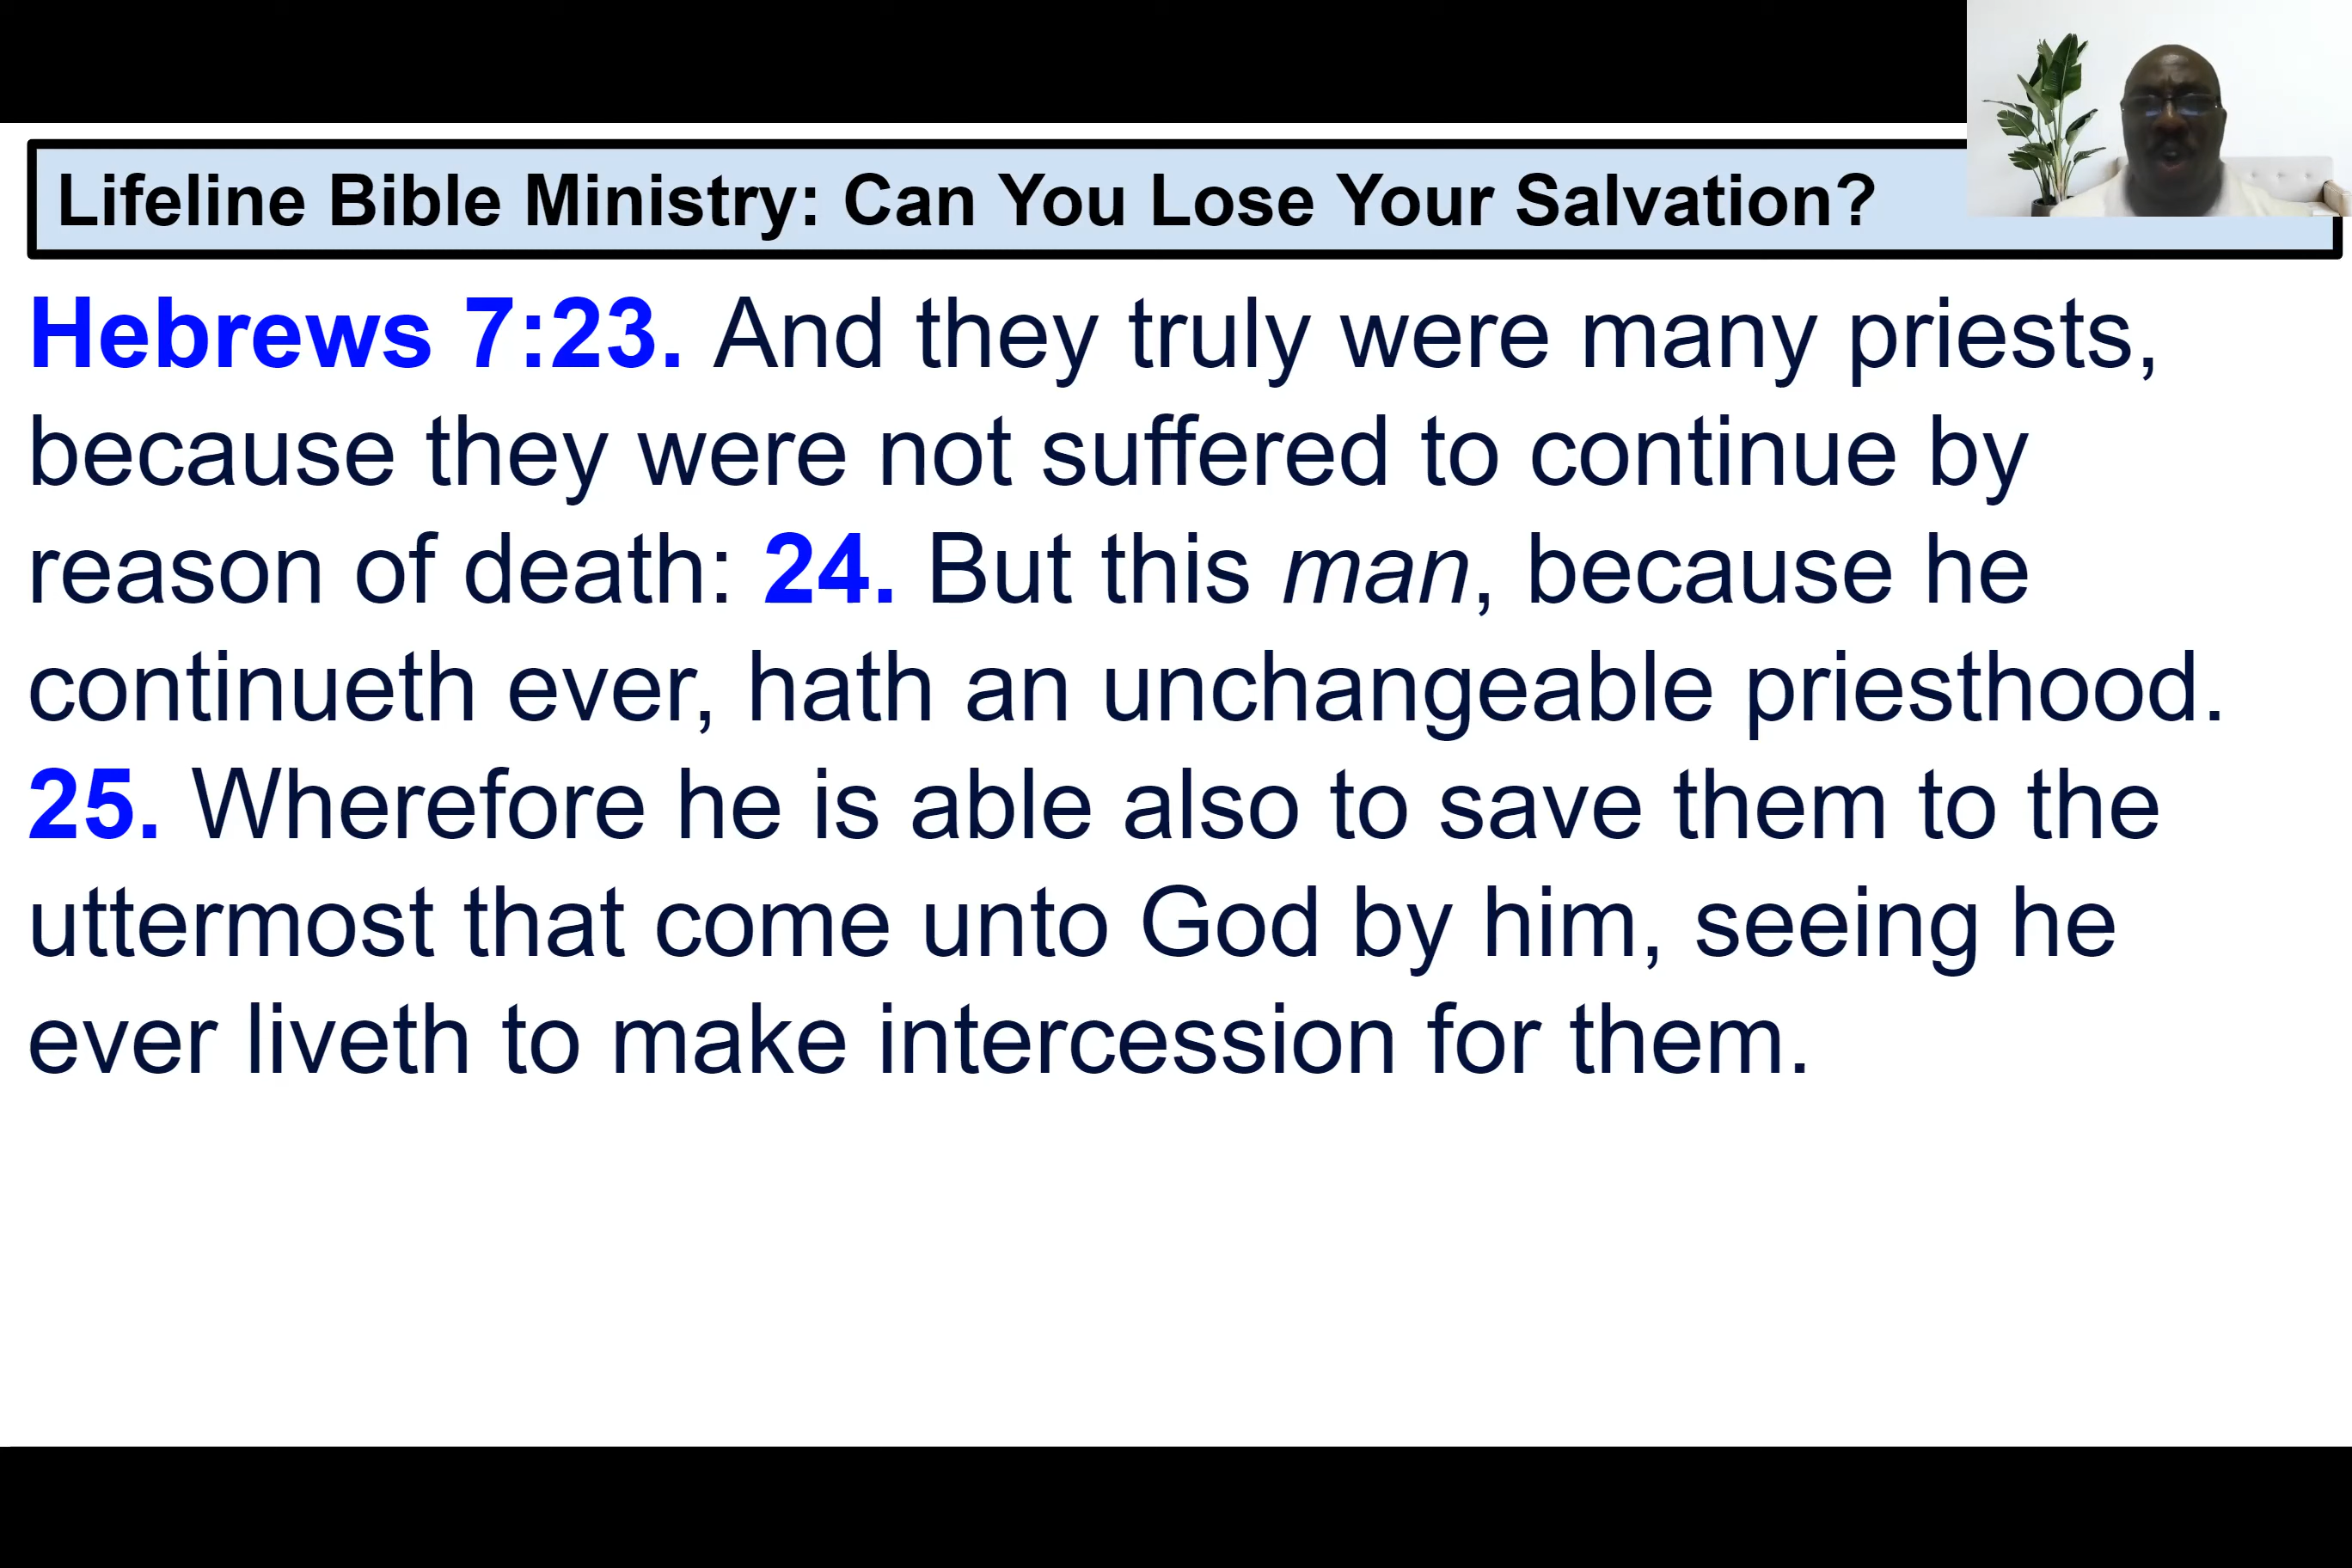 Lifeline Bible Ministry: Can You Lose Your Salvation?
Hebrews 7:23. And they truly were many priests,
because they were not suffered to continue by
reason of death: 24. But this man, because he
continueth ever, hath an unchangeable priesthood.
25. Wherefore he is able also to save them to the
uttermost that come unto God by him, seeing he
ever liveth to make intercession for them.